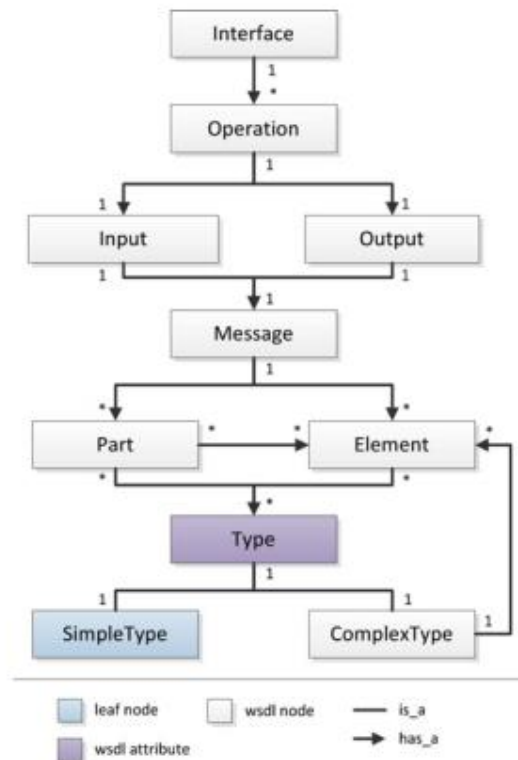 Interface
1
*
Operation
1
1 1
Input Output
1 1
1
Message
1
* *
Part * * Element *
* *
*
Type
1
1 1
SimpleType ComplexType 1
leaf node wsdl node is_a
wsdl attribute has_a